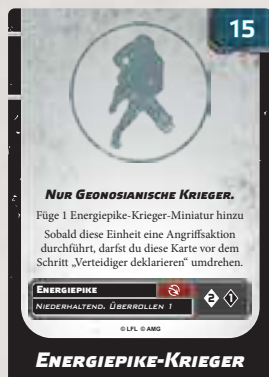 15
Nur Geonosianische Krieger.
Füge 1 Energiepike-Krieger-Miniatur hinzu
Sobald diese Einheit eine Angriffsaktion
durchführt, darfst du diese Karte vor dem
Schritt „Verteidiger deklarieren“ umdrehen.
Energiepike
Niederhaltend, Überrollen 1
2 1
© LFL © AMG
Energiepike-Krieger